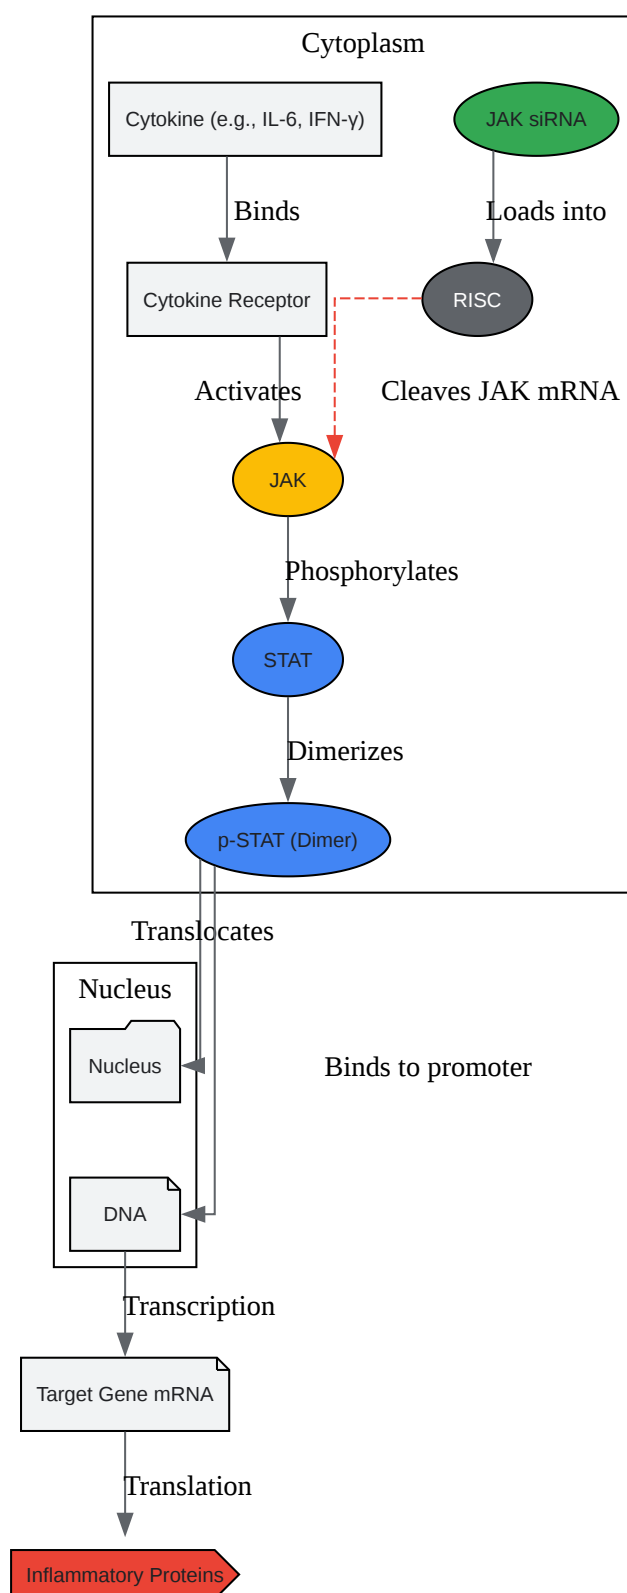 Cytoplasm
Cytokine (e.g., IL-6, IFN-γ)
JAK siRNA
Binds
Loads into
Cytokine Receptor
RISC
Activates
Cleaves JAK mRNA
JAK
Phosphorylates
STAT
Dimerizes
p-STAT (Dimer)
Translocates
Nucleus
Nucleus
Binds to promoter
DNA
Transcription
Target Gene mRNA
Translation
Inflammatory Proteins